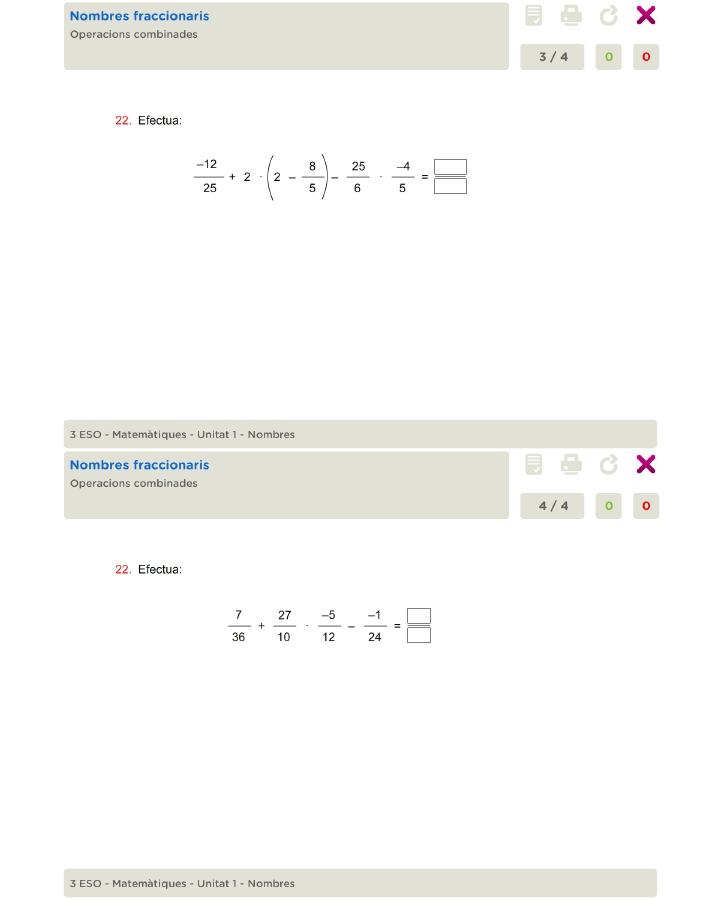 Nombres fraccionaris
Operacions combinades
3 / 4 0 0
22. Efectua:
−12/25 + 2 · (2 − 8/5) − 25/6 · −4/5 =
3 ESO - Matemàtiques - Unitat 1 - Nombres
Nombres fraccionaris
Operacions combinades
4 / 4 0 0
22. Efectua:
7/36 + 27/10 · −5/12 − −1/24 =
3 ESO - Matemàtiques - Unitat 1 - Nombres